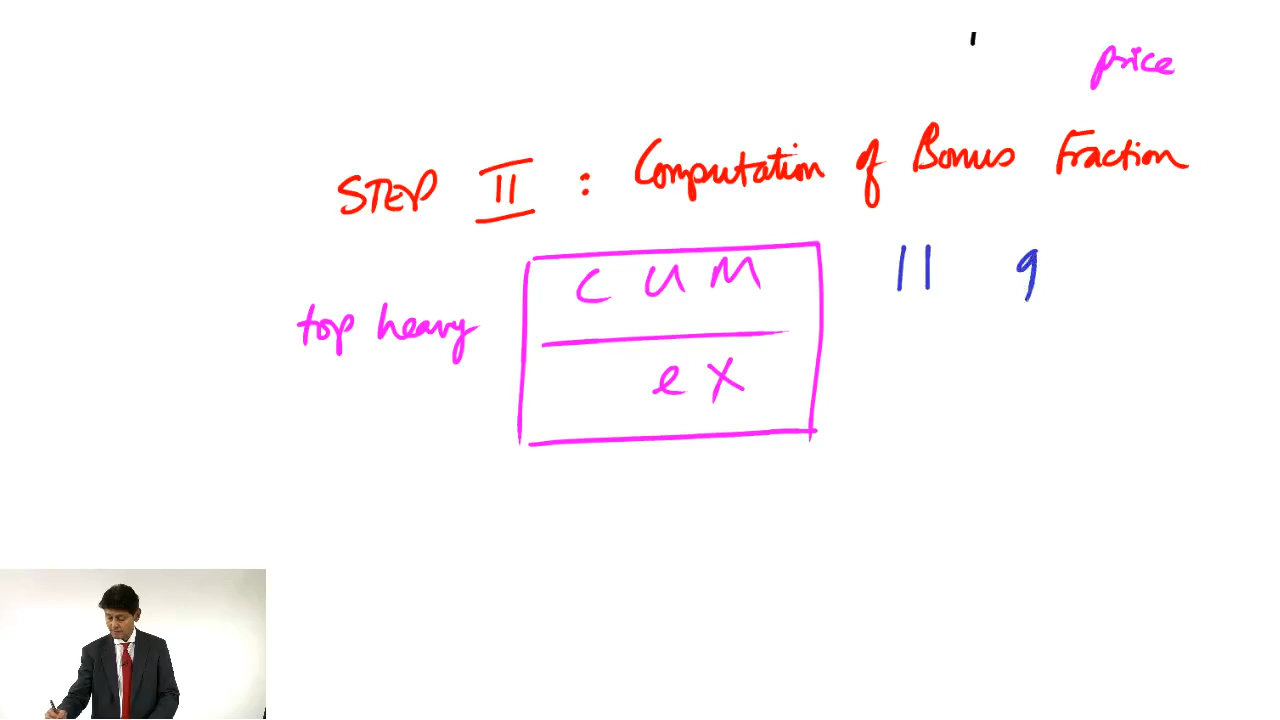 price
STEP II : Computation of Bonus Fraction
top heavy CUM 11 9
ex